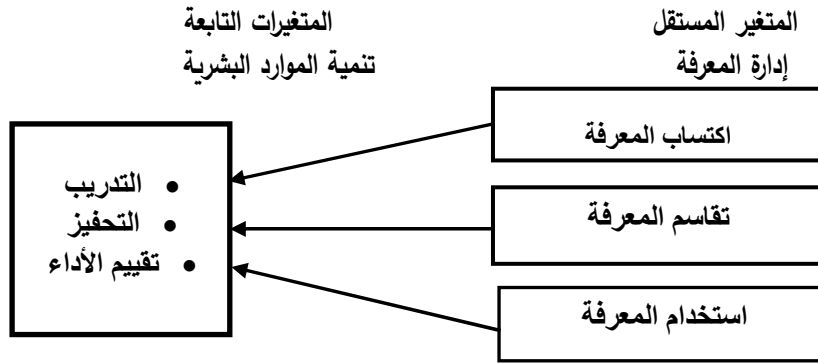 المتغير المستقل
إدارة المعرفة
المتغيرات التابعة
تنمية الموارد البشرية
اكتساب المعرفة
تقاسم المعرفة
استخدام المعرفة
• التدريب
• التحفيز
• تقييم الأداء